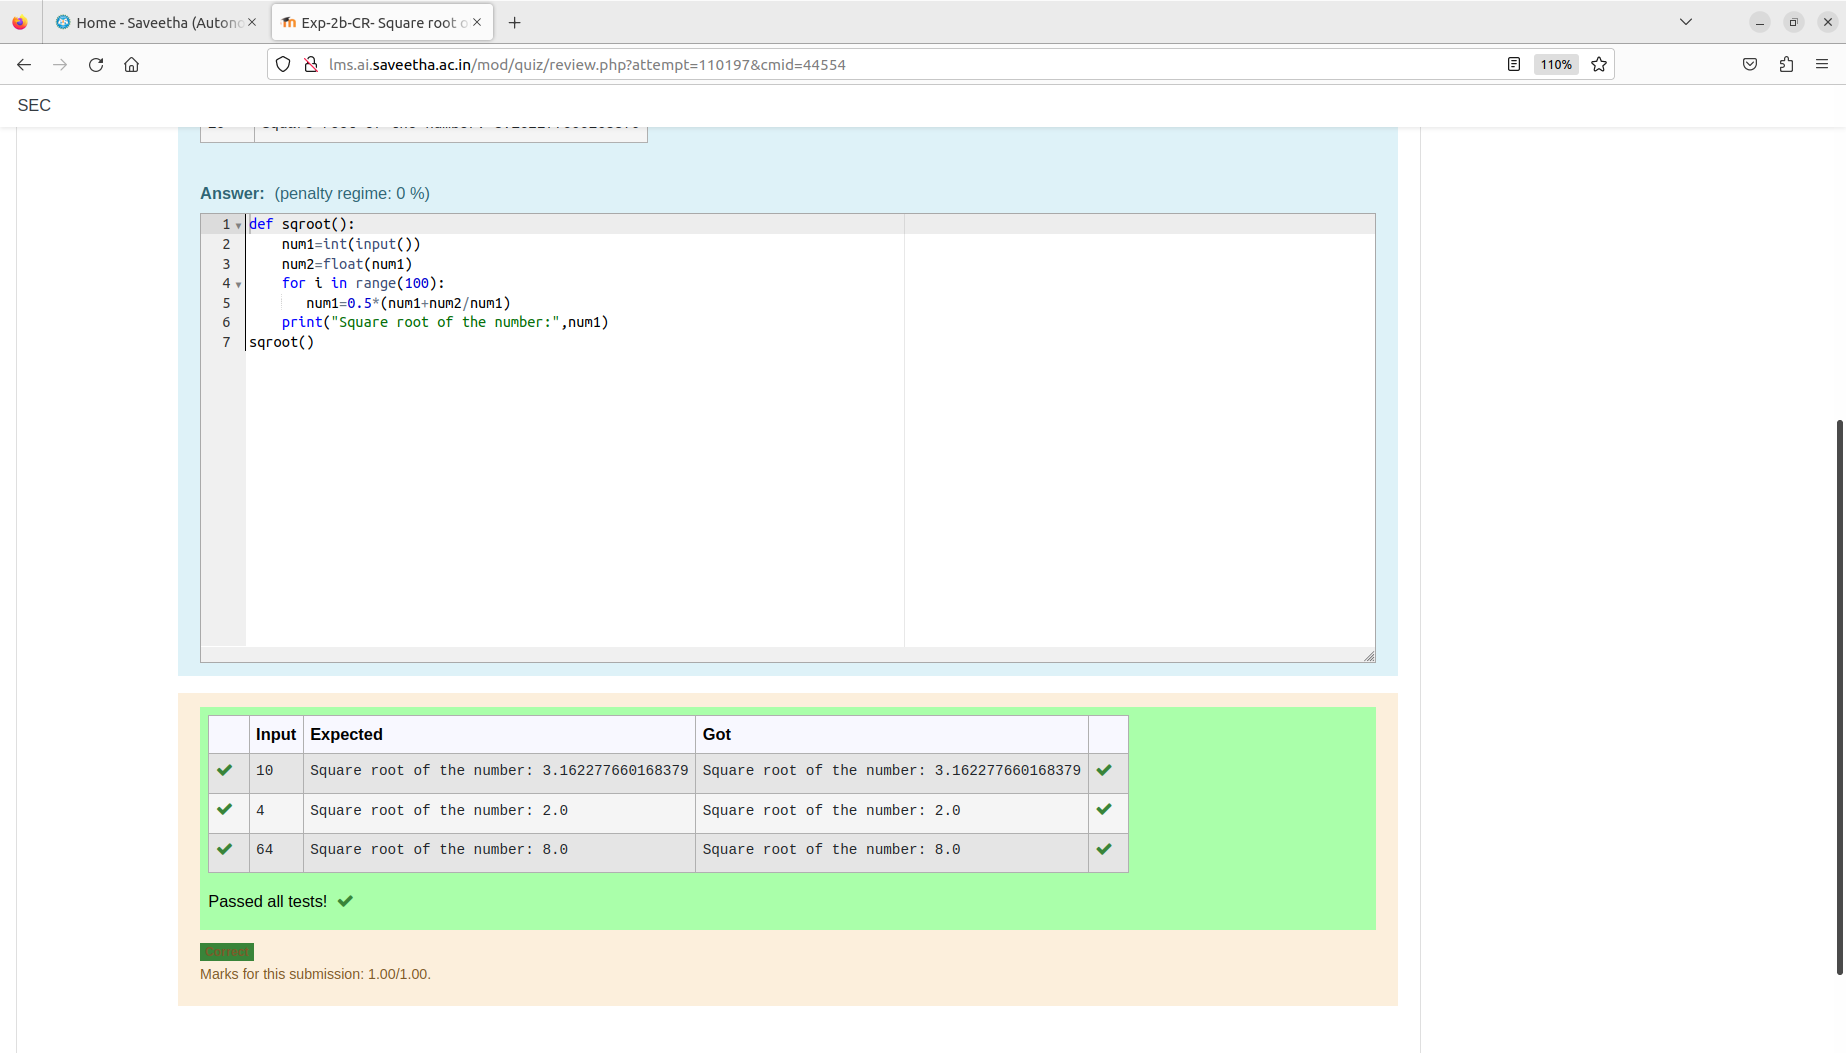 Home - Saveetha (Autono
Exp-2b-CR- Square root o
lms.ai.saveetha.ac.in/mod/quiz/review.php?attempt=110197&cmid=44554
110%
SEC
Answer: (penalty regime: 0 %)
1 def sqroot():
2     num1=int(input())
3     num2=float(num1)
4     for i in range(100):
5        num1=0.5*(num1+num2/num1)
6     print("Square root of the number:",num1)
7 sqroot()
Input Expected Got
10 Square root of the number: 3.162277660168379 Square root of the number: 3.162277660168379
4 Square root of the number: 2.0 Square root of the number: 2.0
64 Square root of the number: 8.0 Square root of the number: 8.0
Passed all tests!
Correct
Marks for this submission: 1.00/1.00.